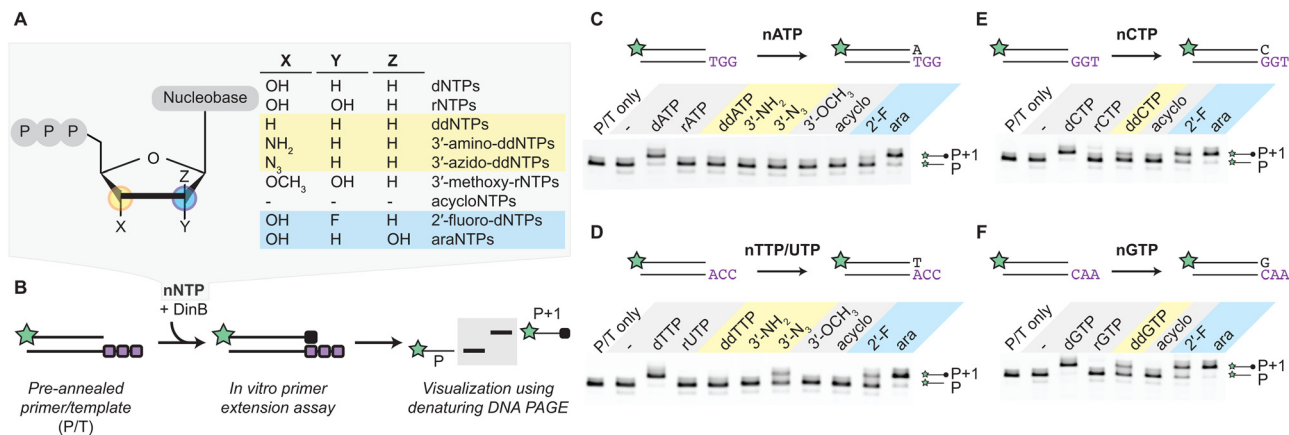 A
X Y Z
OH H H dNTPs
OH OH H rNTPs
H H H ddNTPs
NH2 H H 3′-amino-ddNTPs
N3 H H 3′-azido-ddNTPs
OCH3 OH H 3′-methoxy-rNTPs
- - - acycloNTPs
OH F H 2′-fluoro-dNTPs
OH H OH araNTPs
Nucleobase
P P P
O
Z
X Y
B
nNTP
+ DinB
P+1
P
Pre-annealed
primer/template
(P/T)
In vitro primer
extension assay
Visualization using
denaturing DNA PAGE
C
nATP
A
TGG TGG
P/T only
-
dATP
rATP
ddATP
3′-NH2
3′-N3
3′-OCH3
acyclo
2′-F
ara
P+1
P
D
nTTP/UTP
T
ACC ACC
P/T only
-
dTTP
rUTP
ddTTP
3′-NH2
3′-N3
3′-OCH3
acyclo
2′-F
ara
P+1
P
E
nCTP
C
GGT GGT
P/T only
-
dCTP
rCTP
ddCTP
acyclo
2′-F
ara
P+1
P
F
nGTP
G
CAA CAA
P/T only
-
dGTP
rGTP
ddGTP
acyclo
2′-F
ara
P+1
P